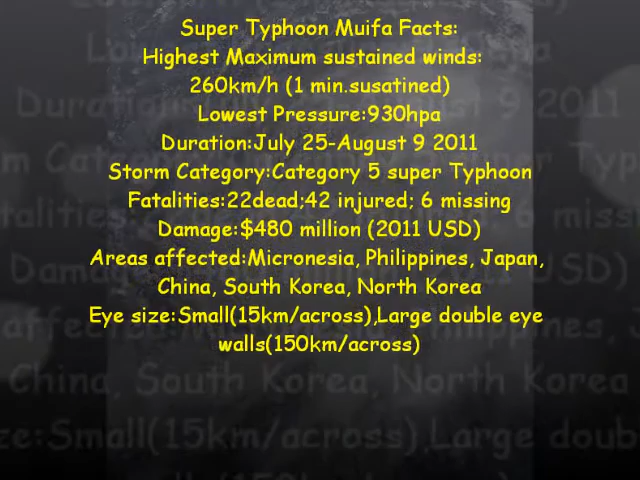 Super Typhoon Muifa Facts:
Highest Maximum sustained winds:
260km/h (1 min.susatined)
Lowest Pressure:930hpa
Duration:July 25-August 9 2011
Storm Category:Category 5 super Typhoon
Fatalities:22dead;42 injured; 6 missing
Damage:$480 million (2011 USD)
Areas affected:Micronesia, Philippines, Japan,
China, South Korea, North Korea
Eye size:Small(15km/across),Large double eye
walls(150km/across)